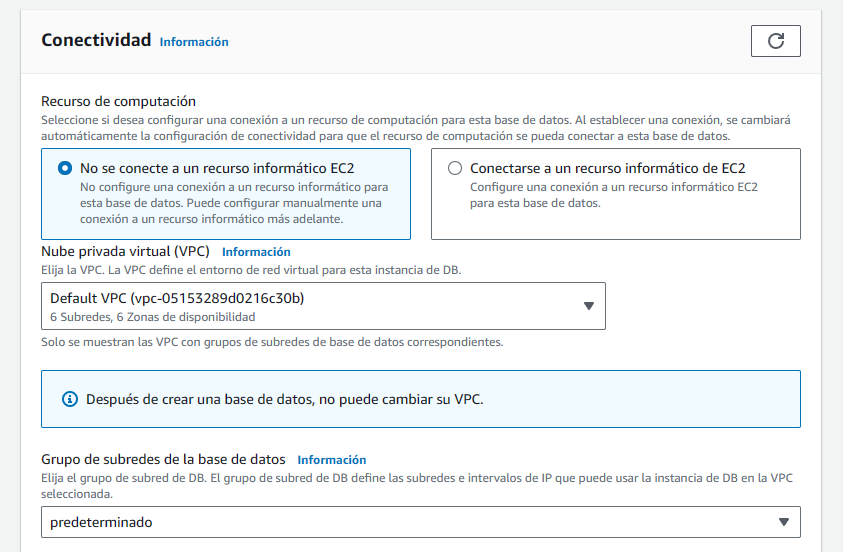 Conectividad Información
Recurso de computación
Seleccione si desea configurar una conexión a un recurso de computación para esta base de datos. Al establecer una conexión, se cambiará
automáticamente la configuración de conectividad para que el recurso de computación se pueda conectar a esta base de datos.
No se conecte a un recurso informático EC2
No configure una conexión a un recurso informático para
esta base de datos. Puede configurar manualmente una
conexión a un recurso informático más adelante.
Conectarse a un recurso informático de EC2
Configure una conexión a un recurso informático EC2
para esta base de datos.
Nube privada virtual (VPC) Información
Elija la VPC. La VPC define el entorno de red virtual para esta instancia de DB.
Default VPC (vpc-05153289d0216c30b)
6 Subredes, 6 Zonas de disponibilidad
Solo se muestran las VPC con grupos de subredes de base de datos correspondientes.
Después de crear una base de datos, no puede cambiar su VPC.
Grupo de subredes de la base de datos Información
Elija el grupo de subred de DB. El grupo de subred de DB define las subredes e intervalos de IP que puede usar la instancia de DB en la VPC
seleccionada.
predeterminado